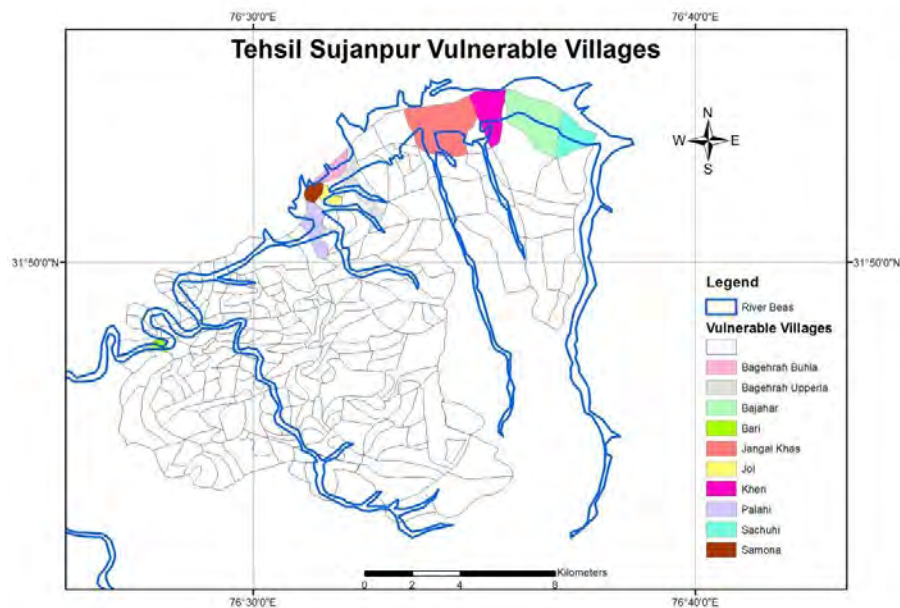 76°30'0"E 76°40'0"E
Tehsil Sujanpur Vulnerable Villages
N
W E
S
31°50'0"N 31°50'0"N
Legend
River Beas
Vulnerable Villages
Bagehrah Buhla
Bagehrah Upperla
Bajahar
Bari
Jangal Khas
Jol
Kheri
Palahi
Sachuhi
Samona
Kilometers
0 2 4 8
76°30'0"E 76°40'0"E